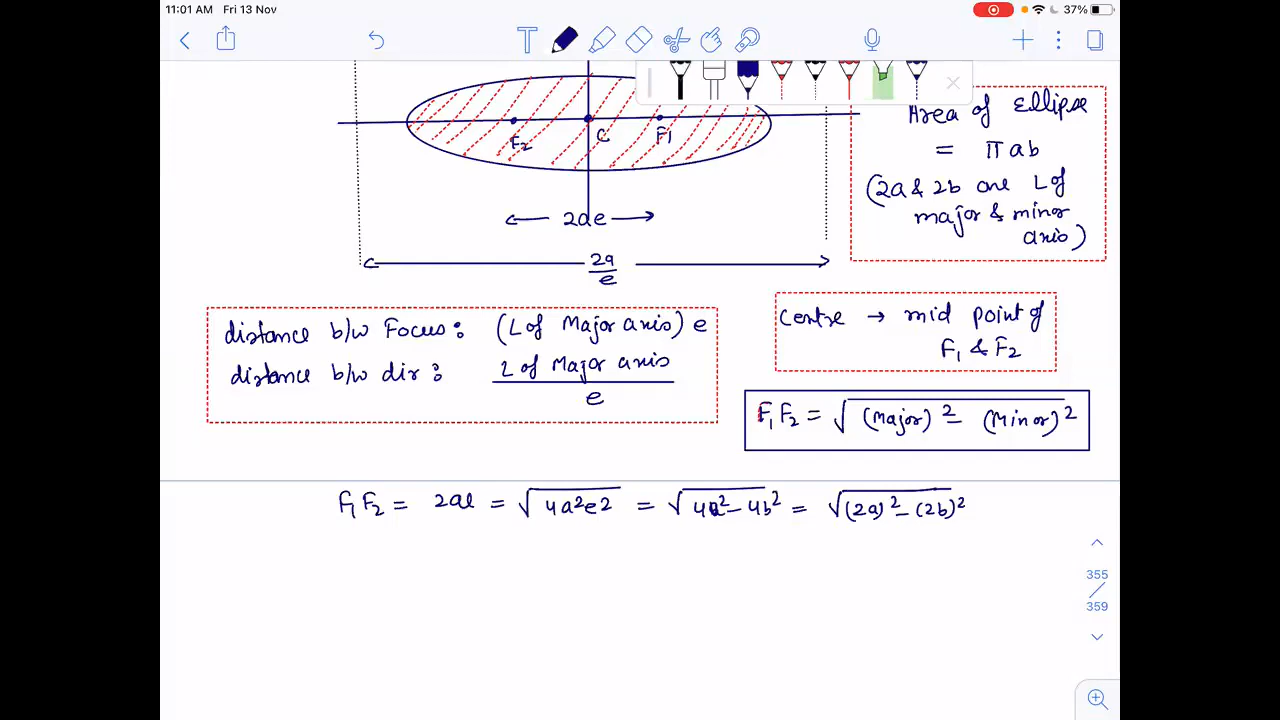 11:01 AM Fri 13 Nov
37%
T
F2 C F1
2ae
2a
e
Area of Ellipse
= πab
(2a & 2b are L of
major & minor
axis)
distance b/w Focus: (L of Major axis) e
distance b/w dir: L of Major axis
e
Centre → mid point of
F1 & F2
F1F2 = √(Major)² - (Minor)²
F1F2 = 2ae = √4a²e² = √4a²-4b² = √(2a)²-(2b)²
355
359